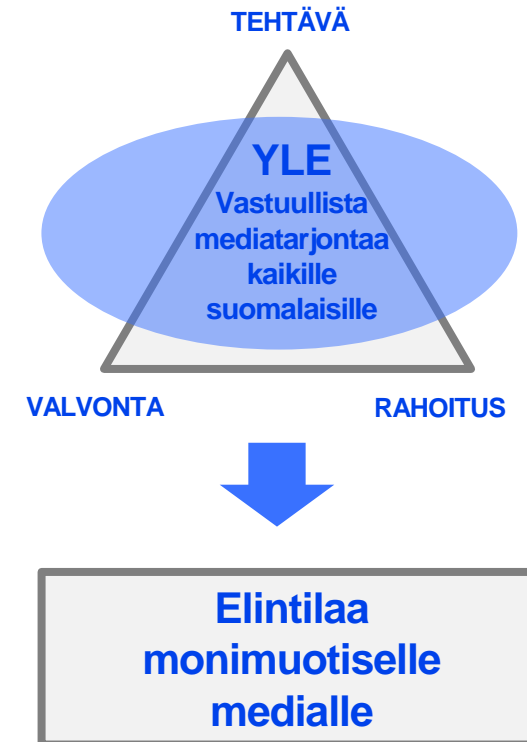 TEHTÄVÄ
YLE
Vastuullista
mediatarjontaa
kaikille
suomalaisille
VALVONTA
RAHOITUS
Elintilaa
monimuotiselle
medialle